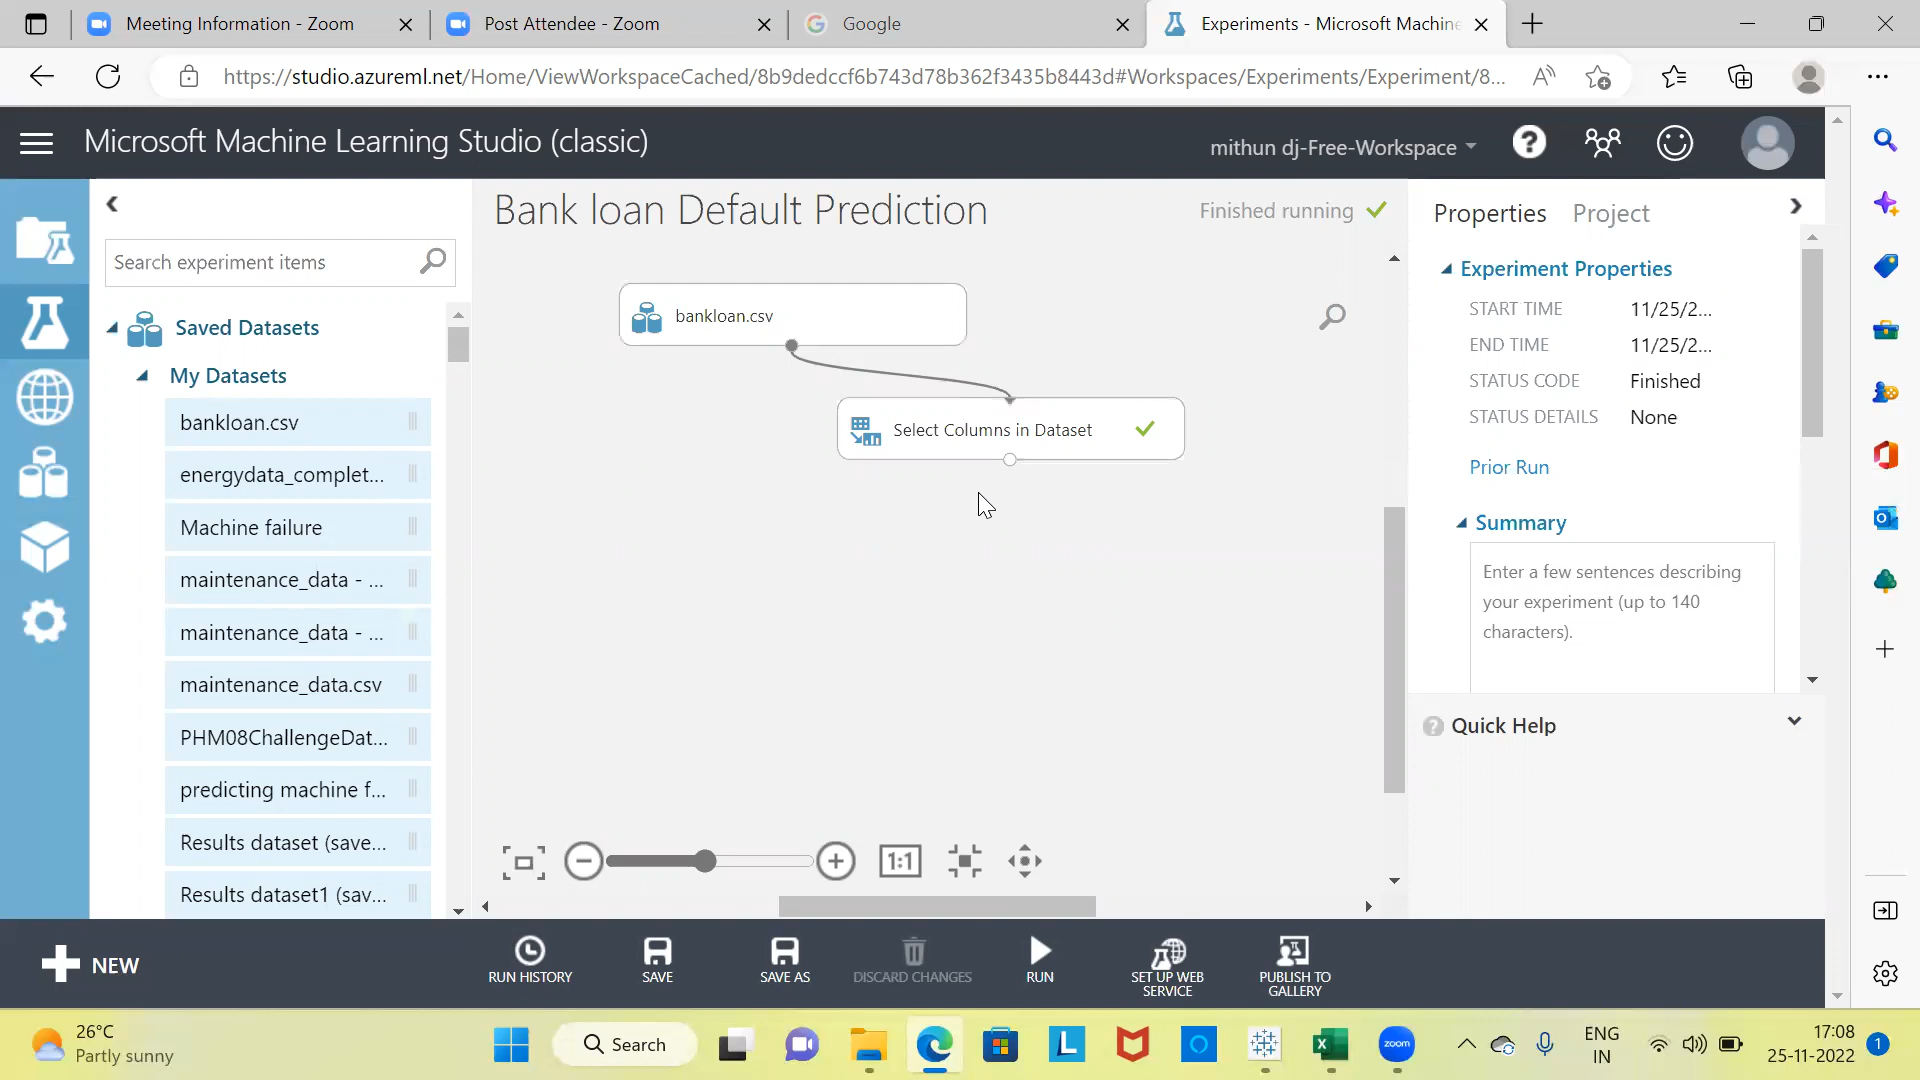 Meeting Information - Zoom
Post Attendee - Zoom
Google
Experiments - Microsoft Machine
https://studio.azureml.net/Home/ViewWorkspaceCached/8b9dedccf6b743d78b362f3435b8443d#Workspaces/Experiments/Experiment/8...
Microsoft Machine Learning Studio (classic)
mithun dj-Free-Workspace
Search experiment items
Saved Datasets
My Datasets
bankloan.csv
energydata_complet...
Machine failure
maintenance_data - ...
maintenance_data - ...
maintenance_data.csv
PHM08ChallengeDat...
predicting machine f...
Results dataset (save...
Results dataset1 (sav...
Bank loan Default Prediction
Finished running
bankloan.csv
Select Columns in Dataset
1:1
Properties Project
Experiment Properties
START TIME 11/25/2...
END TIME 11/25/2...
STATUS CODE Finished
STATUS DETAILS None
Prior Run
Summary
Enter a few sentences describing
your experiment (up to 140
characters).
Quick Help
NEW
RUN HISTORY
SAVE
SAVE AS
DISCARD CHANGES
RUN
SET UP WEB
SERVICE
PUBLISH TO
GALLERY
26°C
Partly sunny
Search
L
zoom
ENG
IN
17:08
25-11-2022
1